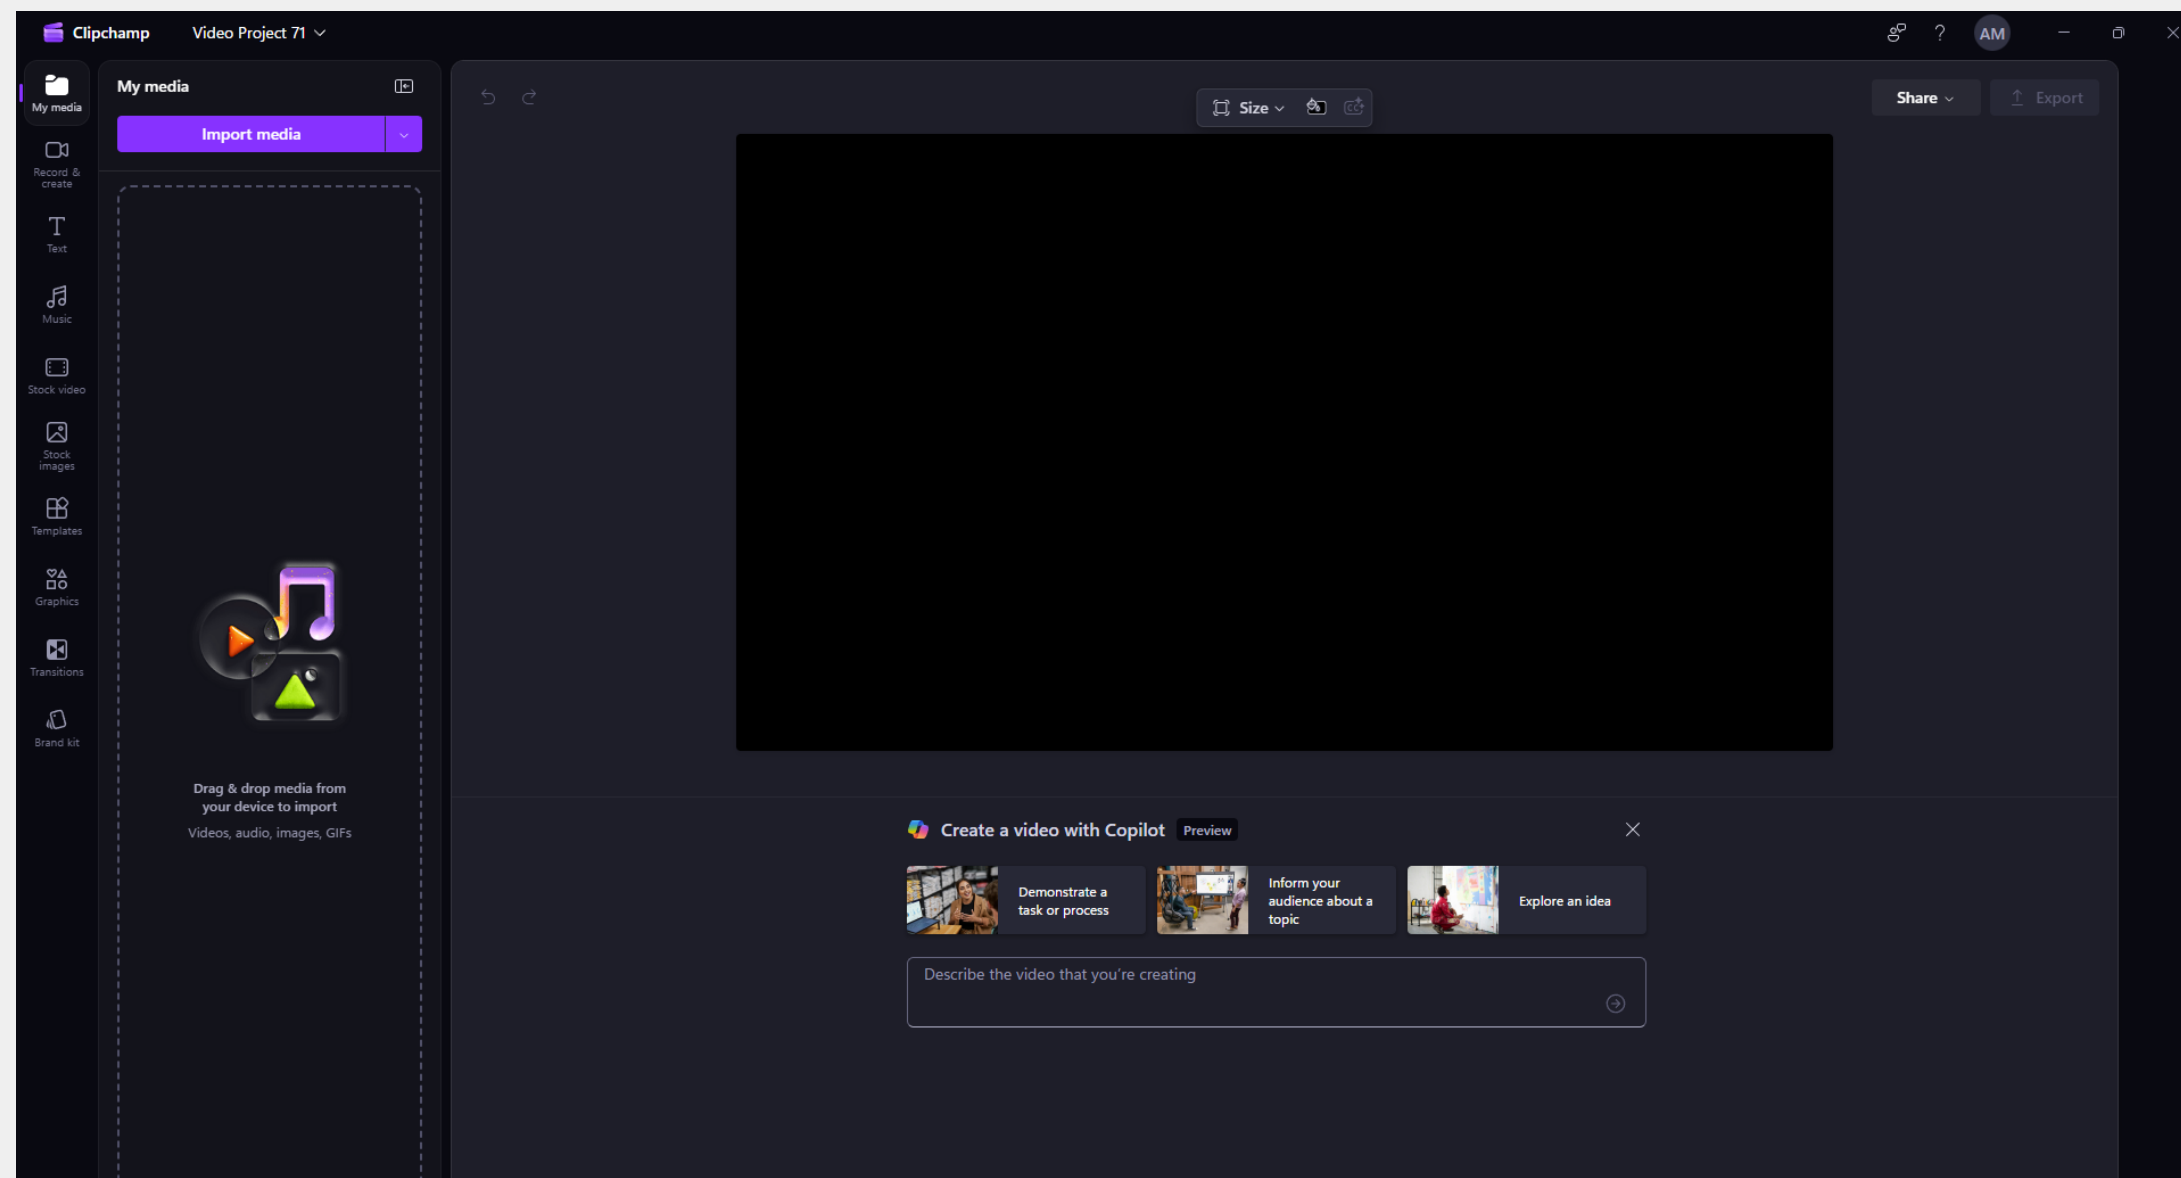 Clipchamp
Video Project 71
?
AM
My media
Record &
create
Text
Music
Stock video
Stock
images
Templates
Graphics
Transitions
Brand kit
My media
Import media
Drag & drop media from
your device to import
Videos, audio, images, GIFs
Size
CC
Share
Export
Create a video with Copilot Preview
Demonstrate a
task or process
Inform your
audience about a
topic
Explore an idea
Describe the video that you're creating